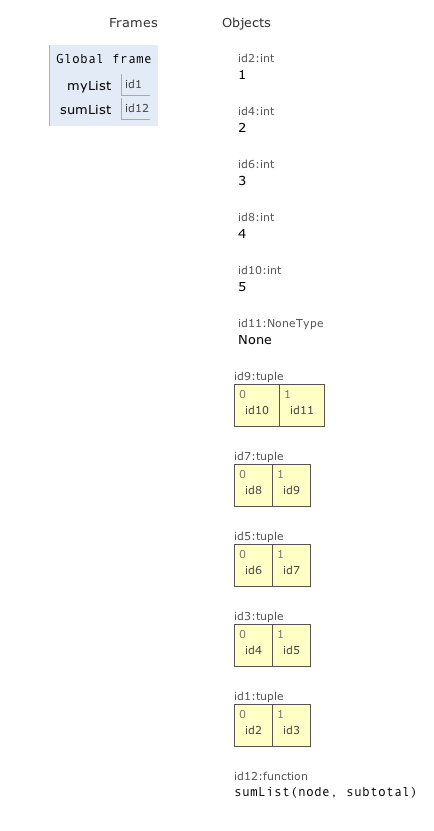 Frames
Objects
Global frame
myList id1
sumList id12
id2:int
1
id4:int
2
id6:int
3
id8:int
4
id10:int
5
id11:NoneType
None
id9:tuple
0 1
id10 id11
id7:tuple
0 1
id8 id9
id5:tuple
0 1
id6 id7
id3:tuple
0 1
id4 id5
id1:tuple
0 1
id2 id3
id12:function
sumList(node, subtotal)